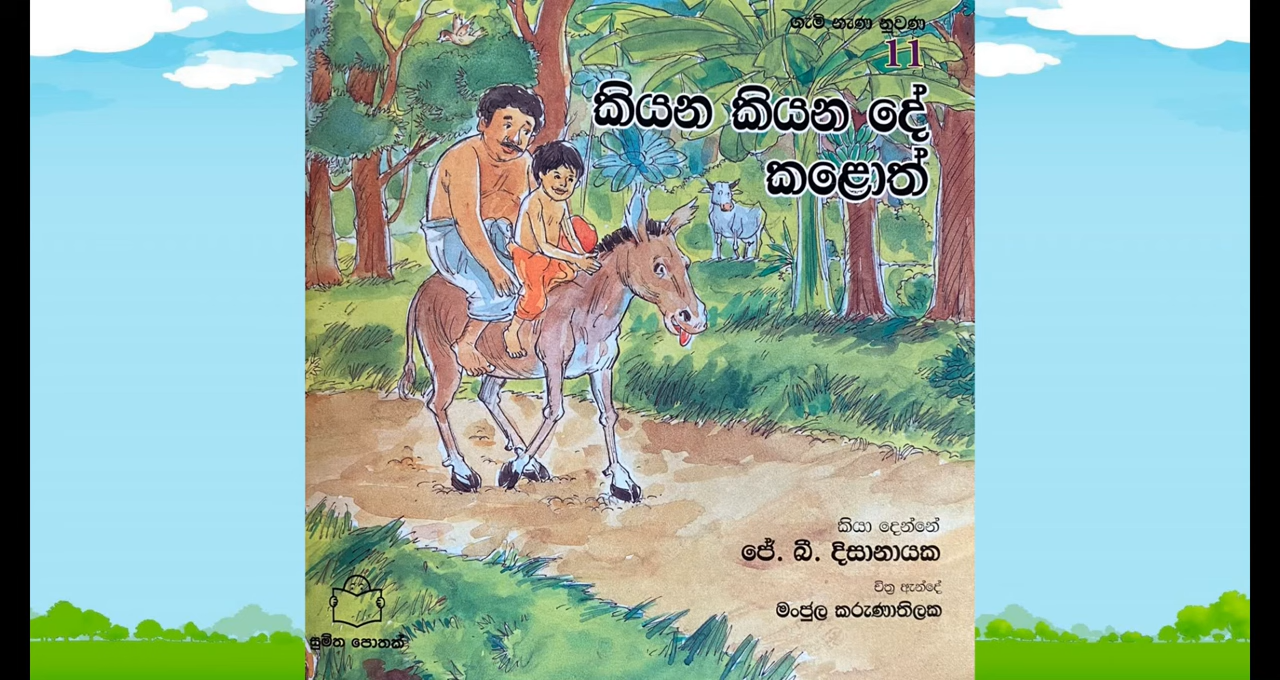 ගැමි නැණ නුවණ
11
කියන කියන දේ
කළොත්
කියා දෙන්නේ
ජේ. බී. දිසානායක
චිත්‍ර ඇන්දේ
මංජුල කරුණාතිලක
සුමිත පොතක්